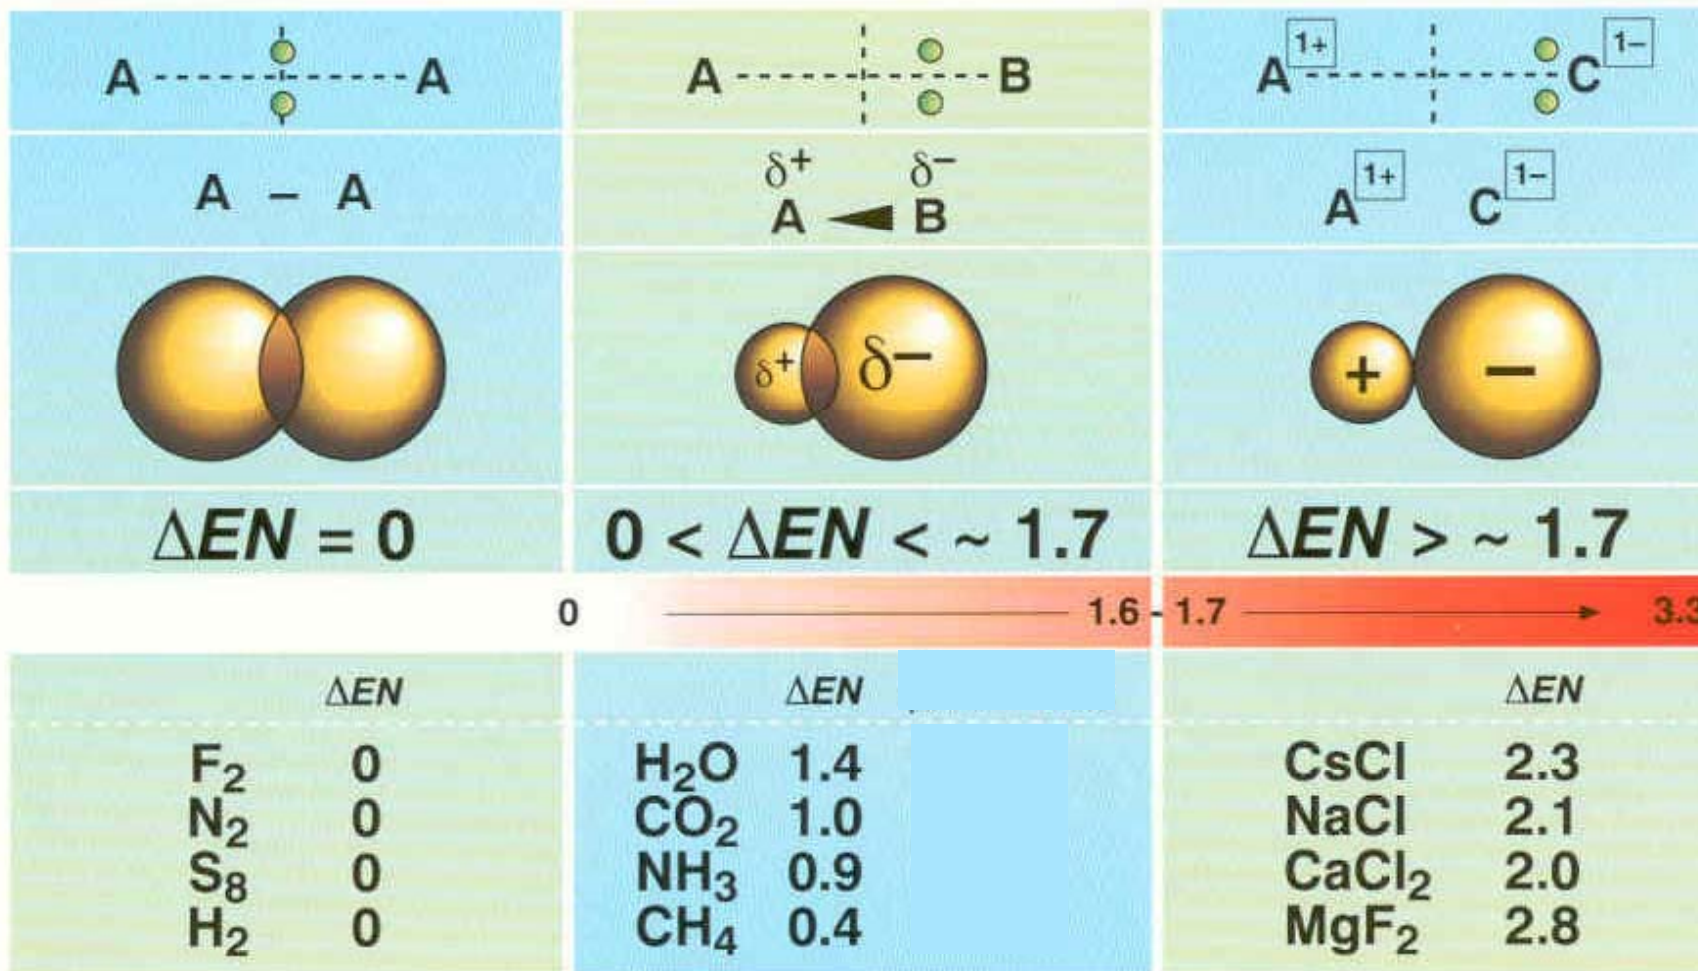 A A A B A 1+ C 1−
A – A δ+ δ− A B A 1+ C 1−
δ+ δ− + −
ΔEN = 0 0 < ΔEN < ~ 1.7 ΔEN > ~ 1.7
0 1.6 - 1.7 3.3
ΔEN ΔEN ΔEN
F₂ 0 H₂O 1.4 CsCl 2.3
N₂ 0 CO₂ 1.0 NaCl 2.1
S₈ 0 NH₃ 0.9 CaCl₂ 2.0
H₂ 0 CH₄ 0.4 MgF₂ 2.8